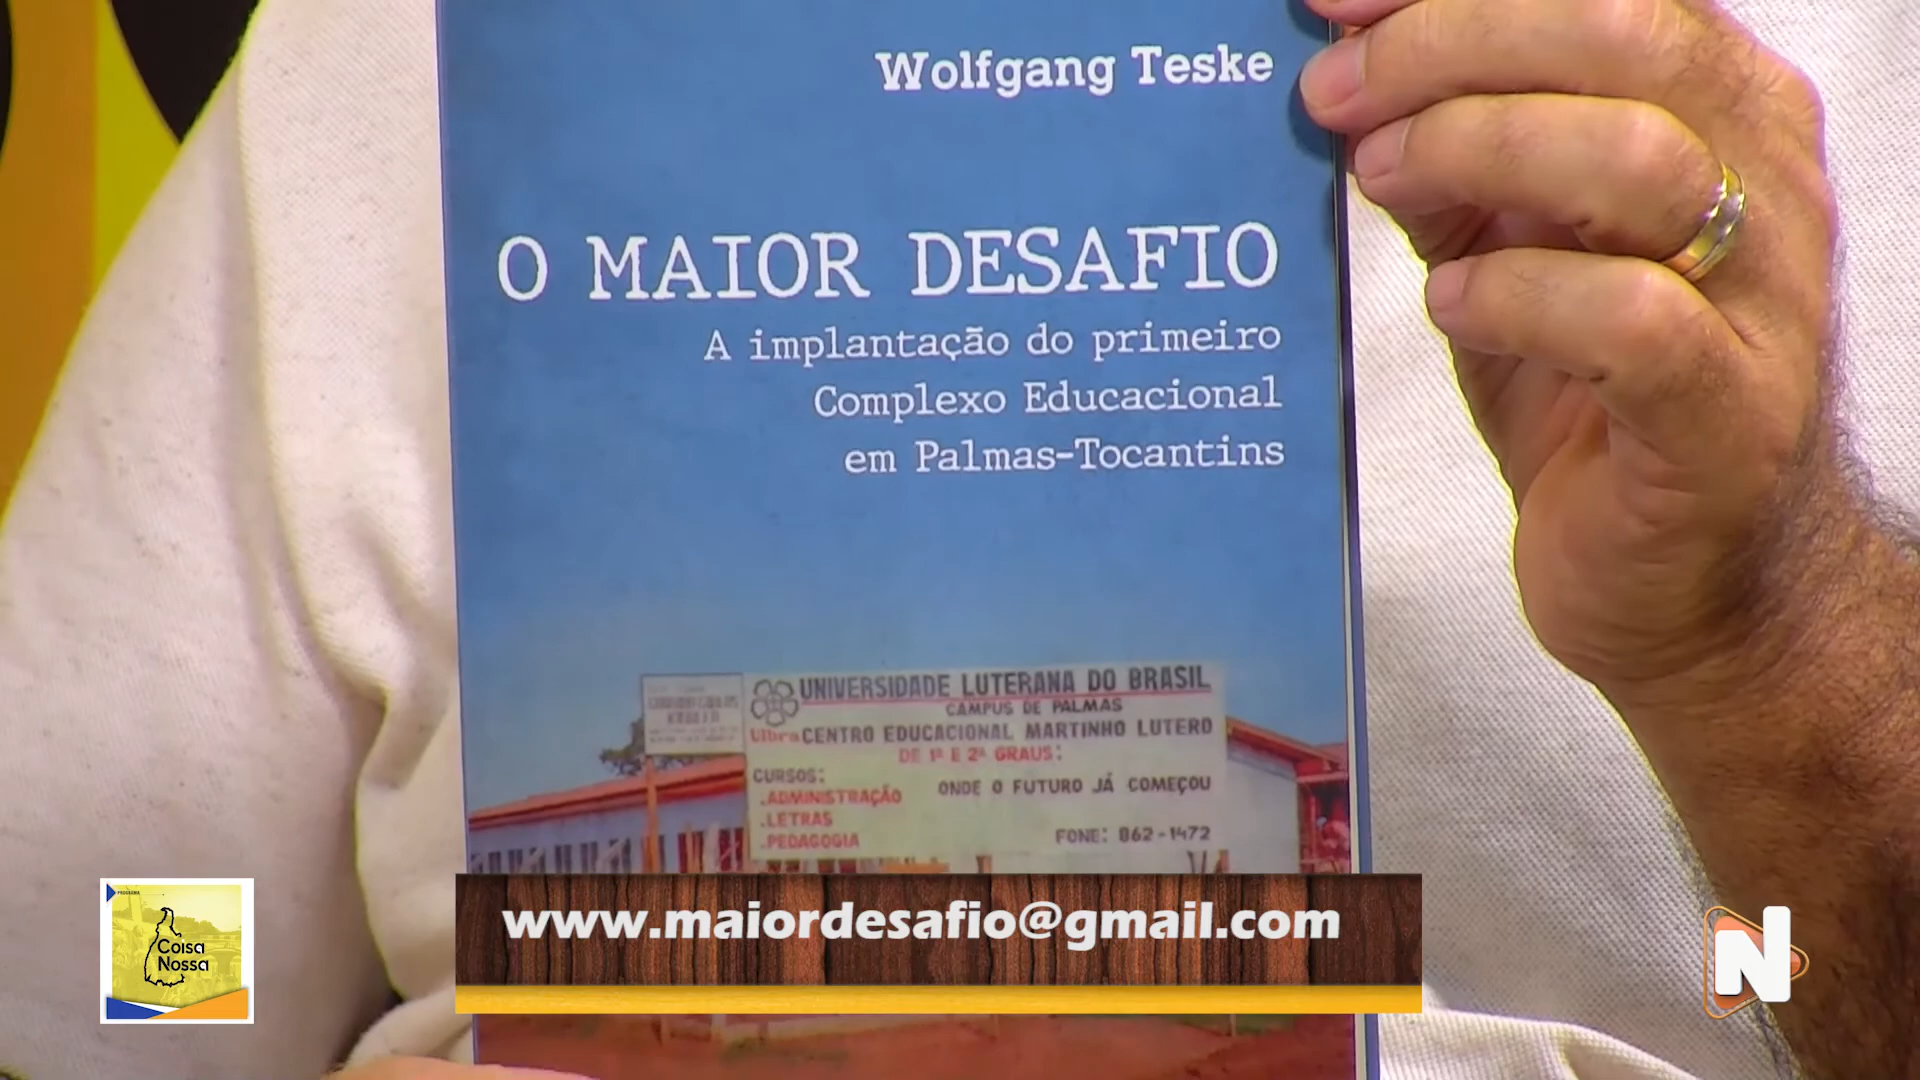 Wolfgang Teske
O MAIOR DESAFIO
A implantação do primeiro
Complexo Educacional
em Palmas-Tocantins
UNIVERSIDADE LUTERANA DO BRASIL
CAMPUS DE PALMAS
Ulbra CENTRO EDUCACIONAL MARTINHO LUTERO
DE 1º E 2º GRAUS:
CURSOS:
ONDE O FUTURO JÁ COMEÇOU
.ADMINISTRAÇÃO
.LETRAS
.PEDAGOGIA
FONE: 862-1472
www.maiordesafio@gmail.com
PROGRAMA
Coisa
Nossa
N